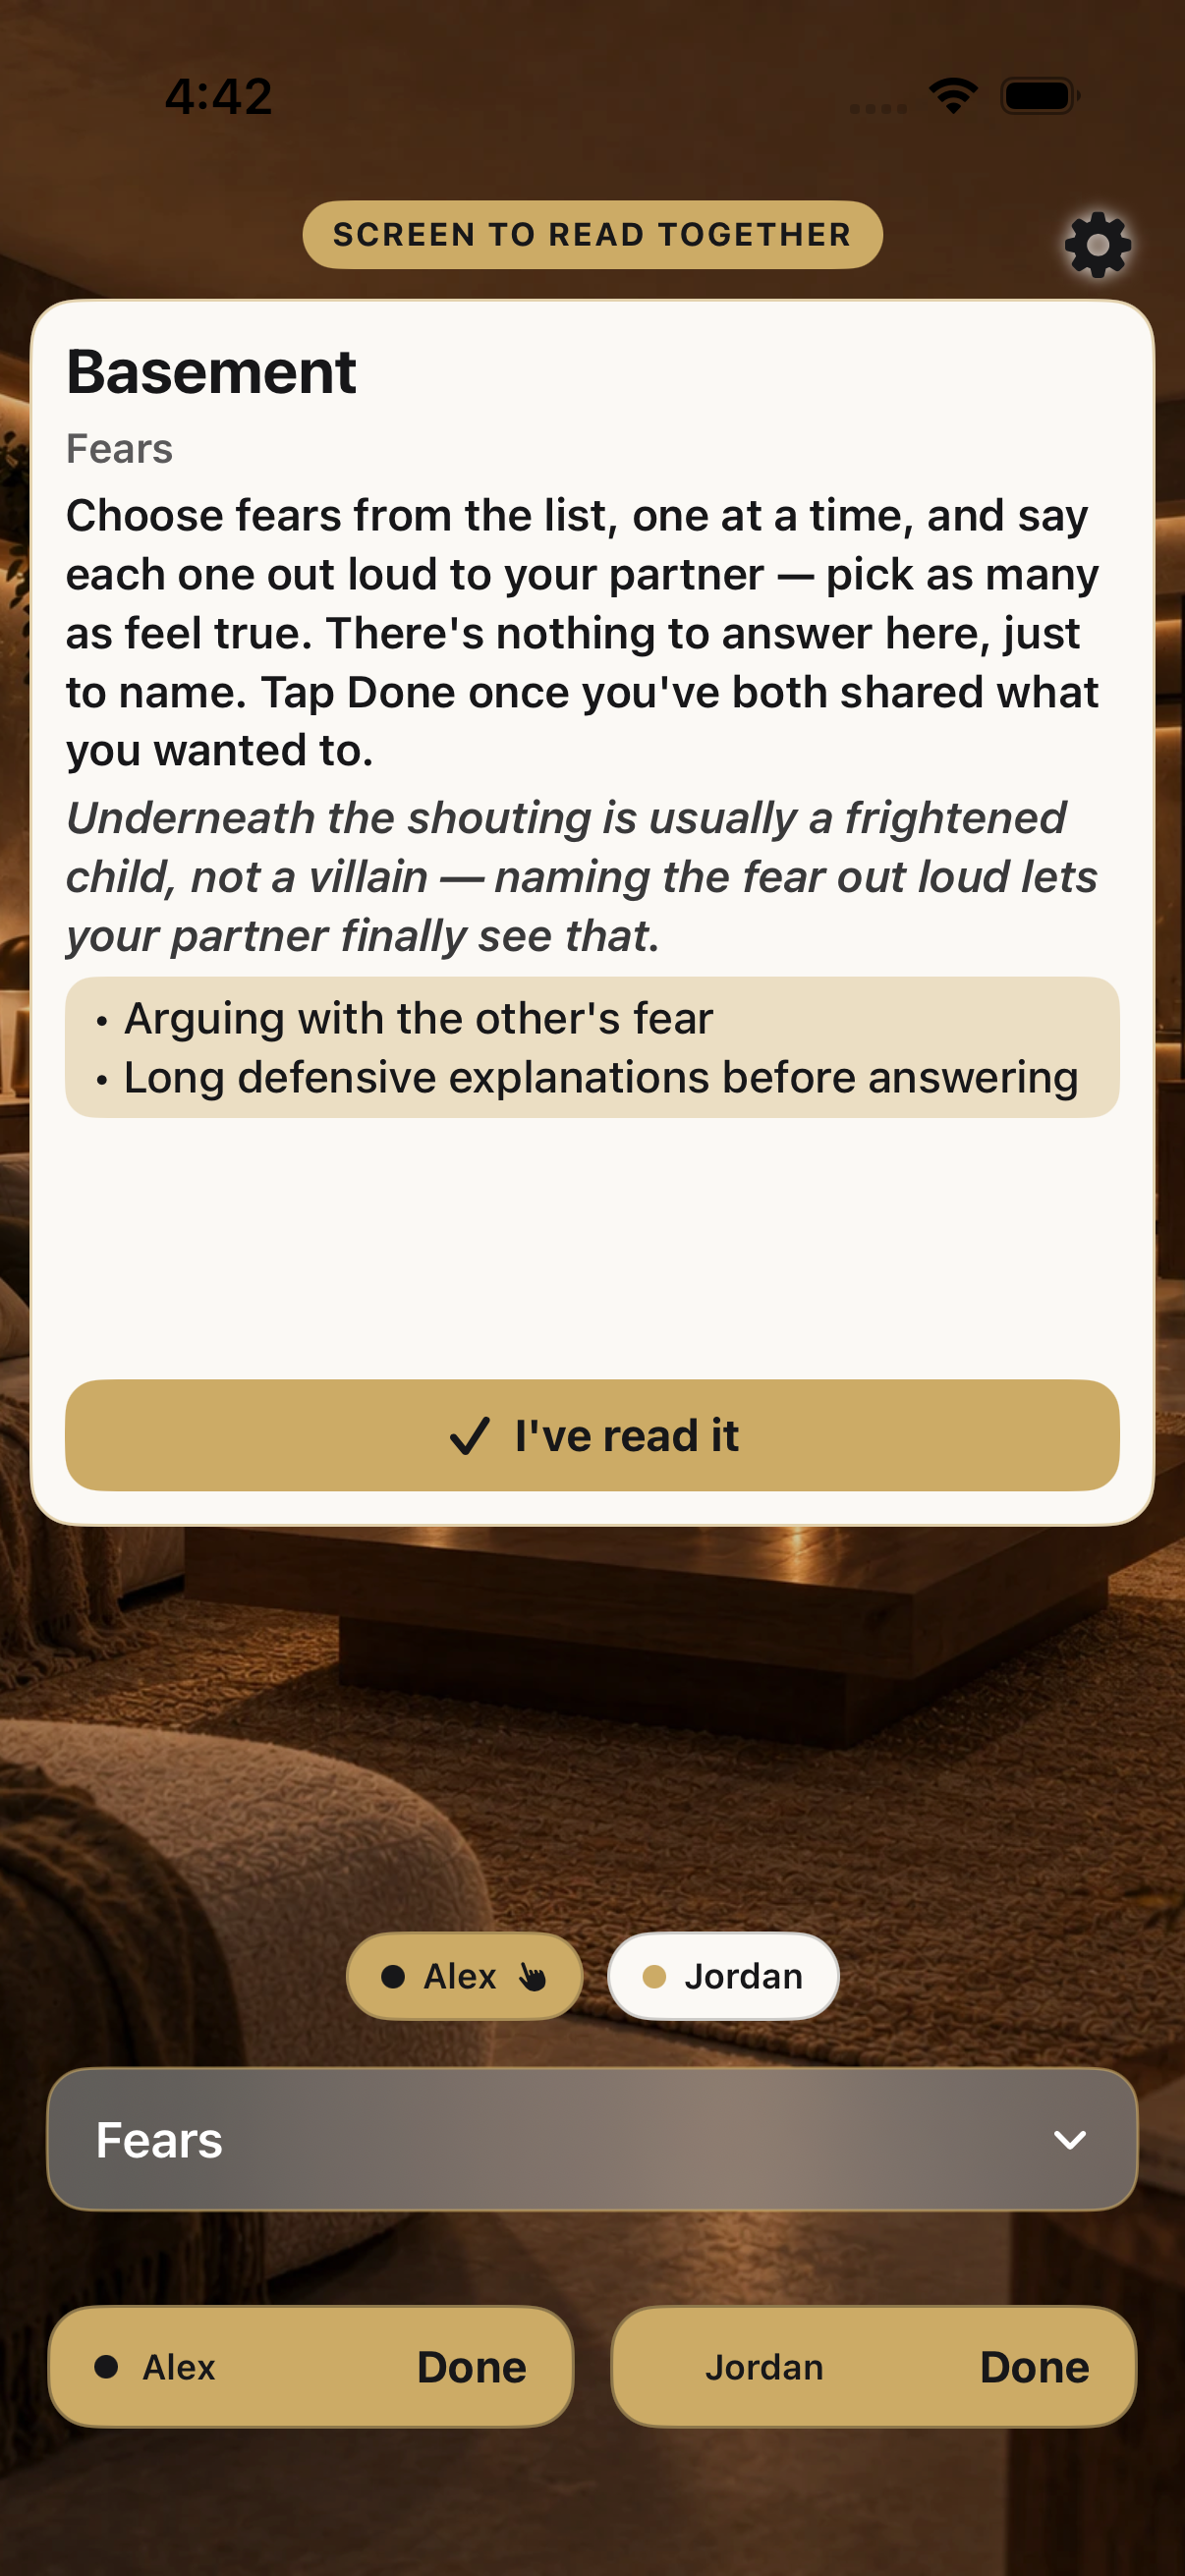 4:42
SCREEN TO READ TOGETHER
Basement
Fears
Choose fears from the list, one at a time, and say
each one out loud to your partner — pick as many
as feel true. There's nothing to answer here, just
to name. Tap Done once you've both shared what
you wanted to.
Underneath the shouting is usually a frightened
child, not a villain — naming the fear out loud lets
your partner finally see that.
• Arguing with the other's fear
• Long defensive explanations before answering
I've read it
Alex
Jordan
Fears
Alex Done
Jordan Done